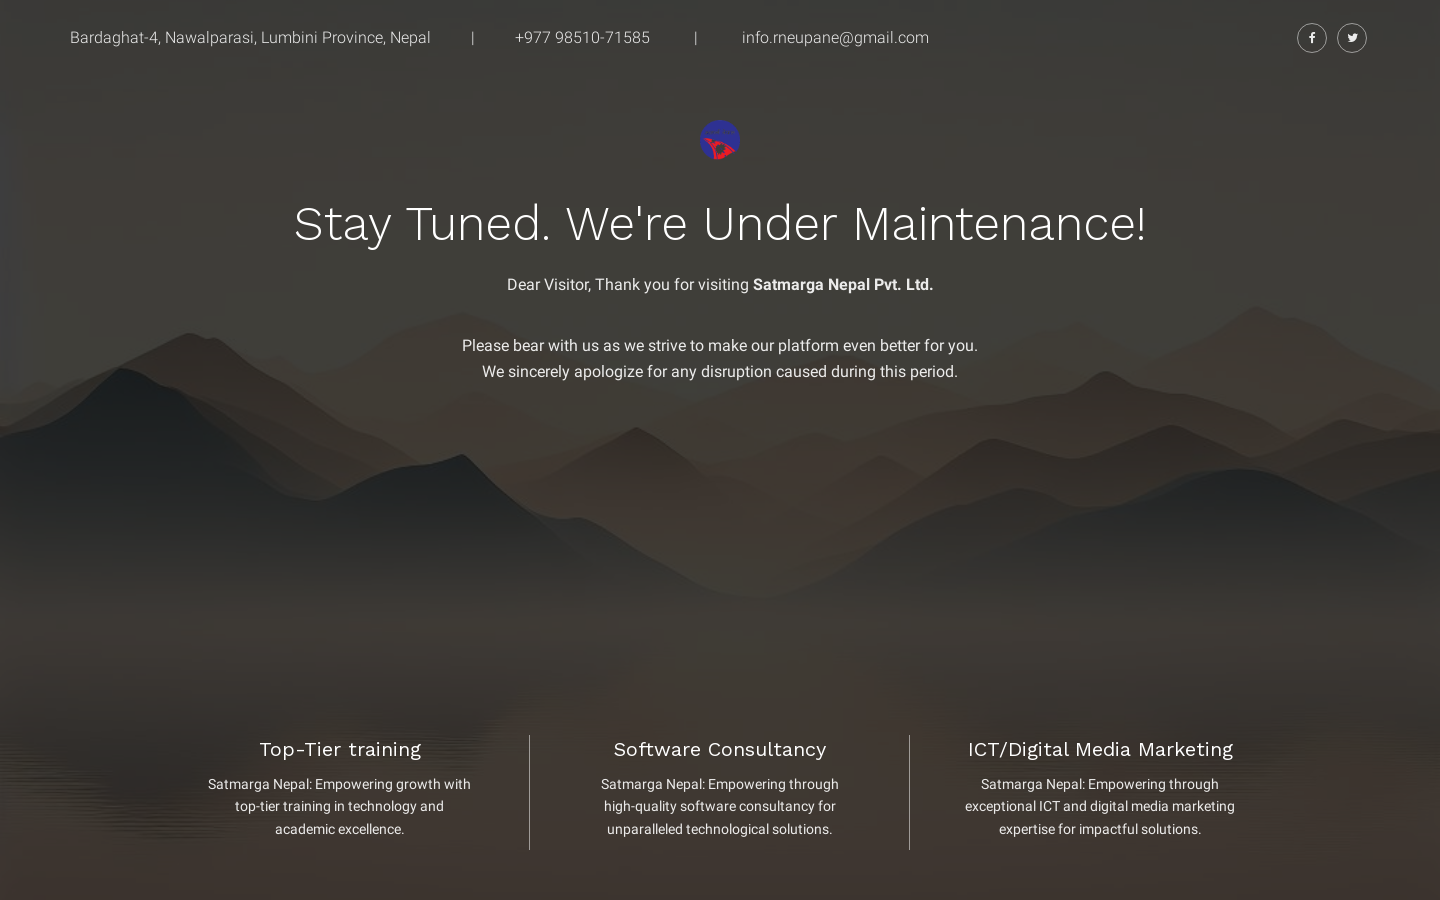 Bardaghat-4, Nawalparasi, Lumbini Province, Nepal | +977 98510-71585 | info.rneupane@gmail.com
Stay Tuned. We're Under Maintenance!
Dear Visitor, Thank you for visiting Satmarga Nepal Pvt. Ltd.
Please bear with us as we strive to make our platform even better for you.
We sincerely apologize for any disruption caused during this period.
Top-Tier training
Satmarga Nepal: Empowering growth with
top-tier training in technology and
academic excellence.
Software Consultancy
Satmarga Nepal: Empowering through
high-quality software consultancy for
unparalleled technological solutions.
ICT/Digital Media Marketing
Satmarga Nepal: Empowering through
exceptional ICT and digital media marketing
expertise for impactful solutions.